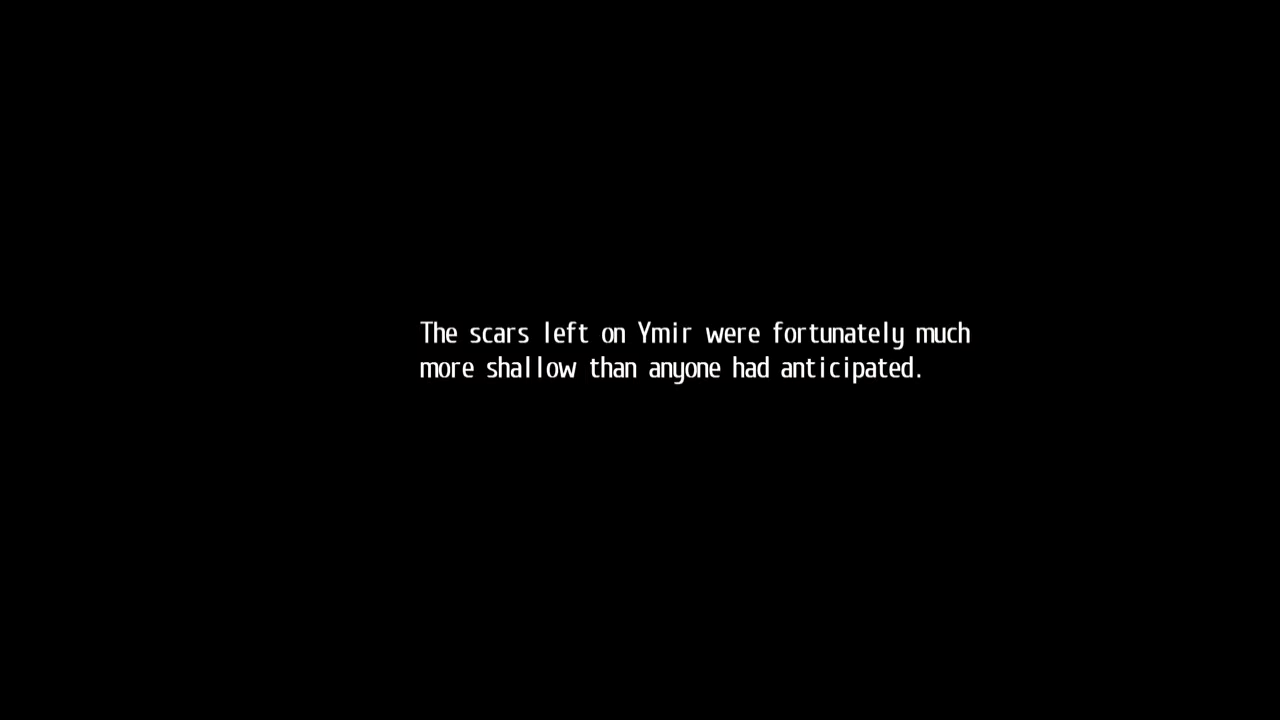 The scars left on Ymir were fortunately much
more shallow than anyone had anticipated.